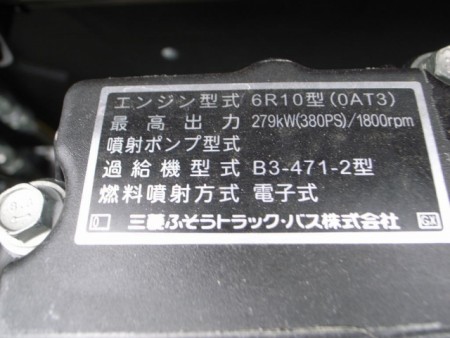 エンジン型式 6R10型(0AT3)
最高出力 279kW(380PS)/1800rpm
噴射ポンプ型式
過給機型式 B3-471-2型
燃料噴射方式 電子式
三菱ふそうトラック・バス株式会社